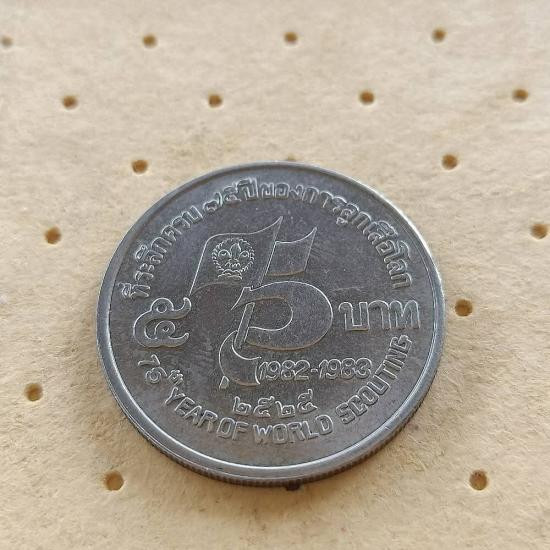 ที่ระลึกครบ ๗๕ ปี ของการลูกเสือโลก
75
๕ บาท
1982-1983
๒๕๒๕
75th YEAR OF WORLD SCOUTING